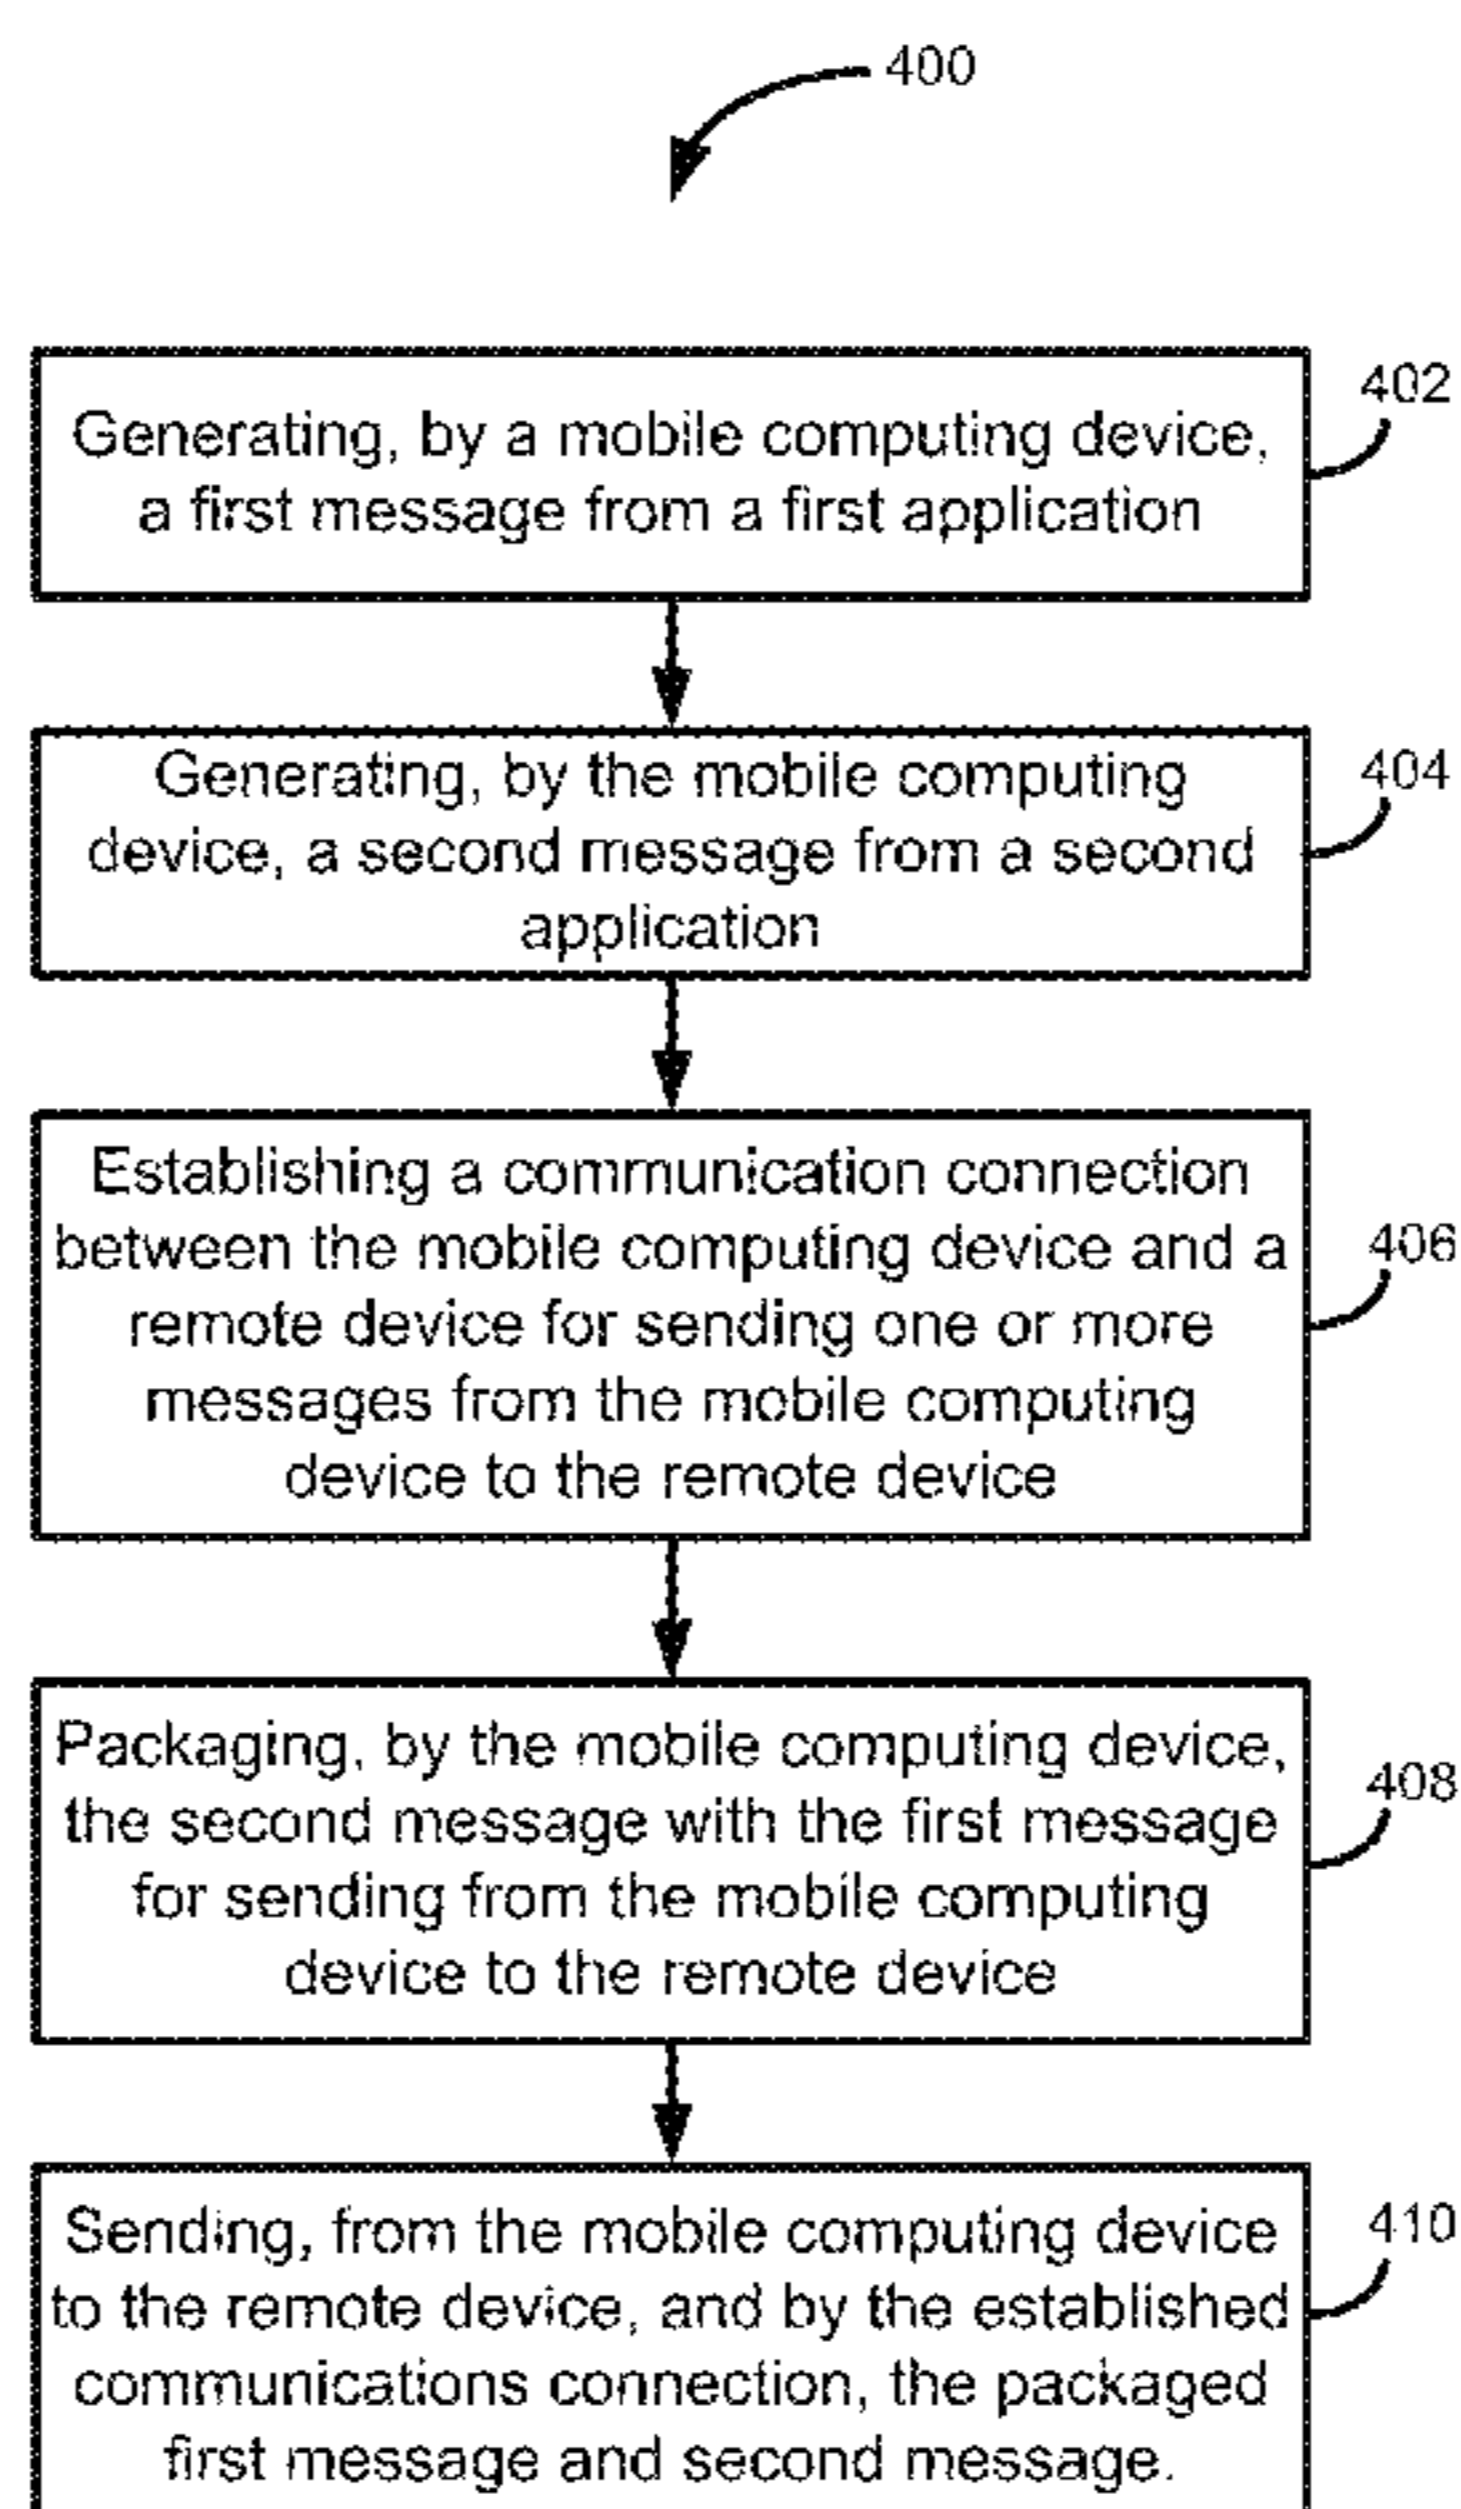 400
Generating, by a mobile computing device,
a first message from a first application
402
Generating, by the mobile computing
device, a second message from a second
application
404
Establishing a communication connection
between the mobile computing device and a
remote device for sending one or more
messages from the mobile computing
device to the remote device
406
Packaging, by the mobile computing device,
the second message with the first message
for sending from the mobile computing
device to the remote device
408
Sending, from the mobile computing device
to the remote device, and by the established
communications connection, the packaged
first message and second message.
410